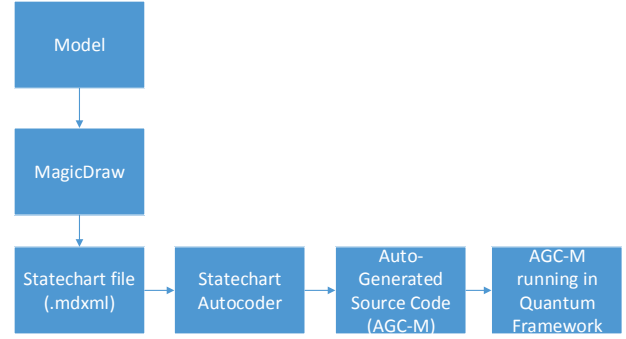 Model
MagicDraw
Statechart file
(.mdxml)
Statechart
Autocoder
Auto-
Generated
Source Code
(AGC-M)
AGC-M
running in
Quantum
Framework